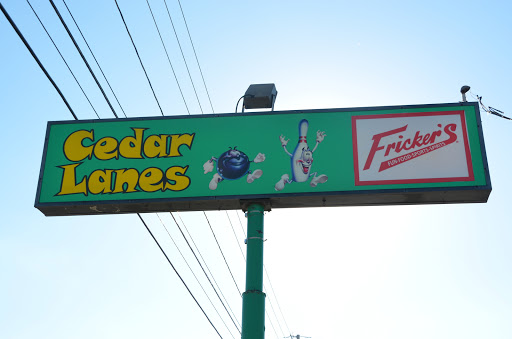 Cedar
Lanes
Fricker's
FUN FOOD SPORTS SPIRITS